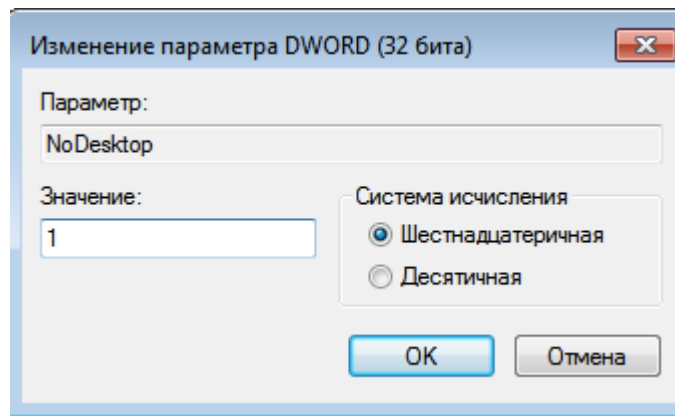 Изменение параметра DWORD (32 бита)
Параметр:
NoDesktop
Значение:
1
Система исчисления
Шестнадцатеричная
Десятичная
OK
Отмена